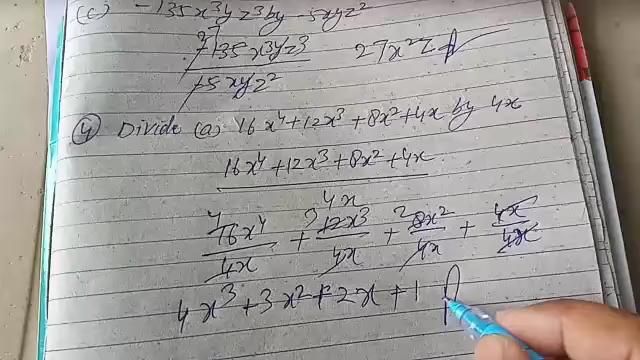 (c) -135x³yz³ by -5xyz²
27
-135x³yz³ 27x²z
-5xyz²
(4) Divide (a) 16x⁴+12x³+8x²+4x by 4x
16x⁴+12x³+8x²+4x
4x
4 3 2
16x⁴ + 12x³ + 8x² + 4x
4x 4x 4x 4x
4x³+3x²+2x+1